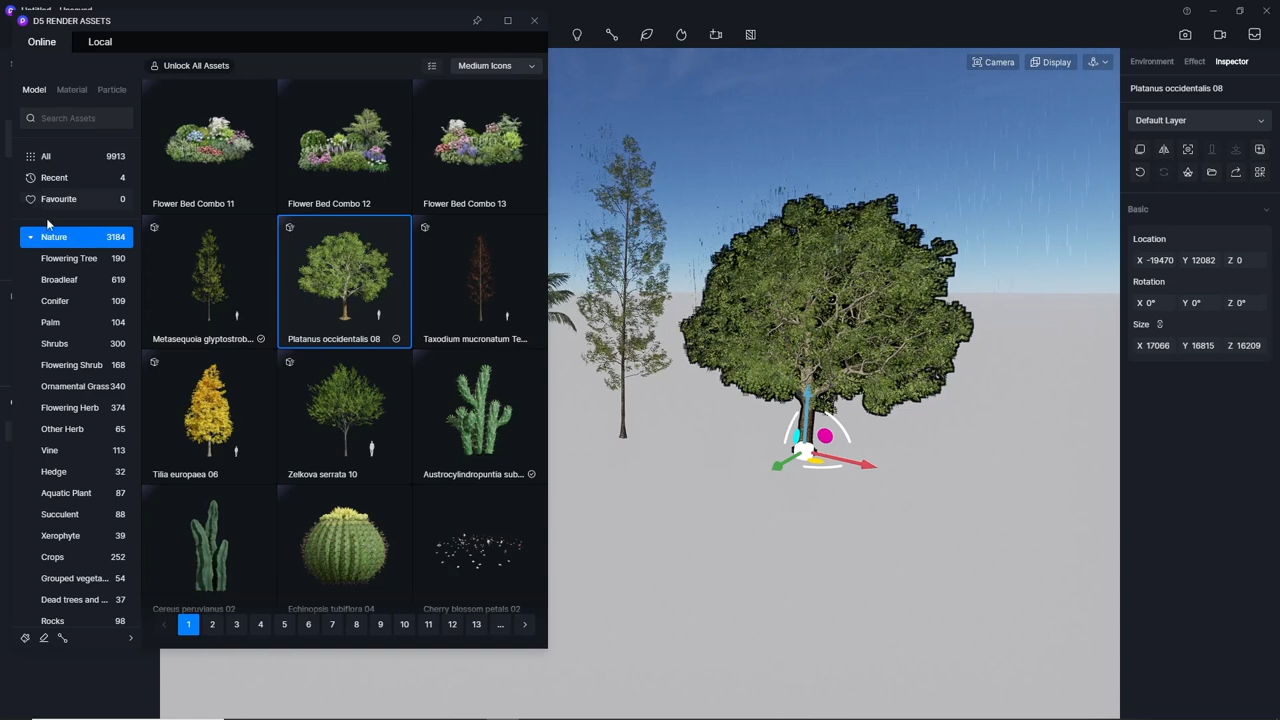 D5 RENDER ASSETS
Online
Local
Unlock All Assets
Medium Icons
Model
Material
Particle
Search Assets
All 9913
Recent 4
Favourite 0
Nature 3184
Flowering Tree 190
Broadleaf 619
Conifer 109
Palm 104
Shrubs 300
Flowering Shrub 168
Ornamental Grass 340
Flowering Herb 374
Other Herb 65
Vine 113
Hedge 32
Aquatic Plant 87
Succulent 88
Xerophyte 39
Crops 252
Grouped vegeta... 54
Dead trees and ... 37
Rocks 98
Flower Bed Combo 11
Flower Bed Combo 12
Flower Bed Combo 13
Metasequoia glyptostrob...
Platanus occidentalis 08
Taxodium mucronatum Te...
Tilia europaea 06
Zelkova serrata 10
Austrocylindropuntia sub...
Cereus peruvianus 02
Echinopsis tubiflora 04
Cherry blossom petals 02
1 2 3 4 5 6 7 8 9 10 11 12 13 ...
Camera
Display
Environment
Effect
Inspector
Platanus occidentalis 08
Default Layer
Basic
Location
X -19470 Y 12082 Z 0
Rotation
X 0° Y 0° Z 0°
Size
X 17066 Y 16815 Z 16209